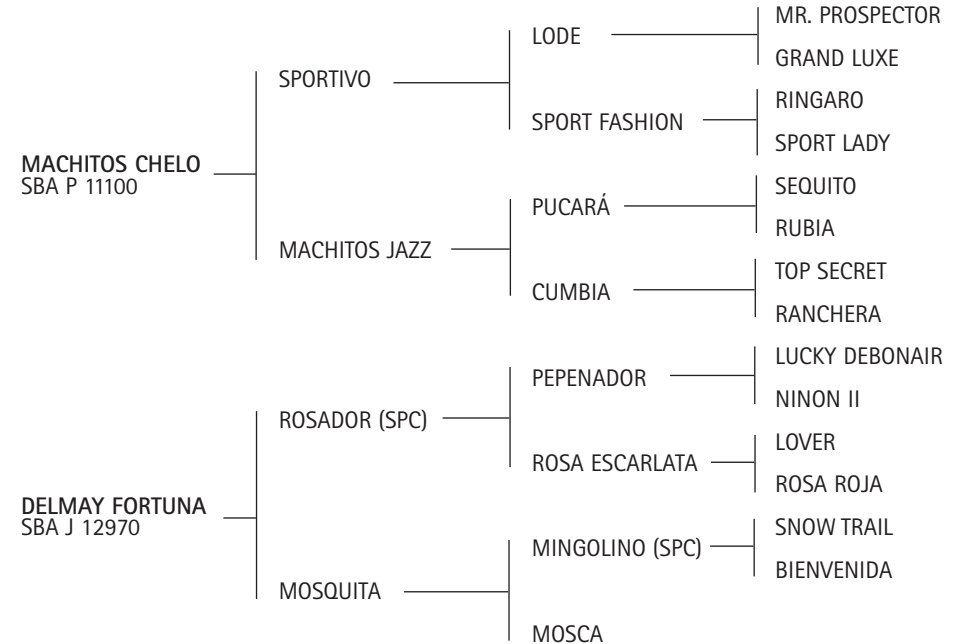 MR. PROSPECTOR
LODE
GRAND LUXE
SPORTIVO
RINGARO
SPORT FASHION
SPORT LADY
MACHITOS CHELO
SBA P 11100
SEQUITO
PUCARÁ
RUBIA
MACHITOS JAZZ
TOP SECRET
CUMBIA
RANCHERA
LUCKY DEBONAIR
PEPENADOR
NINON II
ROSADOR (SPC)
LOVER
ROSA ESCARLATA
ROSA ROJA
DELMAY FORTUNA
SBA J 12970
SNOW TRAIL
MINGOLINO (SPC)
BIENVENIDA
MOSQUITA
MOSCA